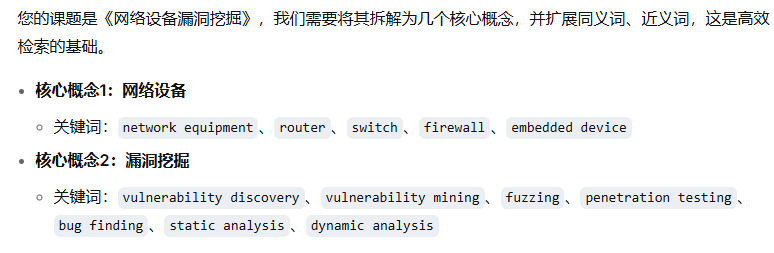 您的课题是《网络设备漏洞挖掘》，我们需要将其拆解为几个核心概念，并扩展同义词、近义词，这是高效
检索的基础。
• 核心概念1：网络设备
◦ 关键词：network equipment、router、switch、firewall、embedded device
• 核心概念2：漏洞挖掘
◦ 关键词：vulnerability discovery、vulnerability mining、fuzzing、penetration testing、
bug finding、static analysis、dynamic analysis